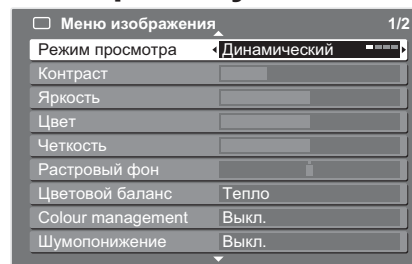 Меню изображения 1/2
Режим просмотра Динамический
Контраст
Яркость
Цвет
Четкость
Растровый фон
Цветовой баланс Тепло
Colour management Выкл.
Шумопонижение Выкл.